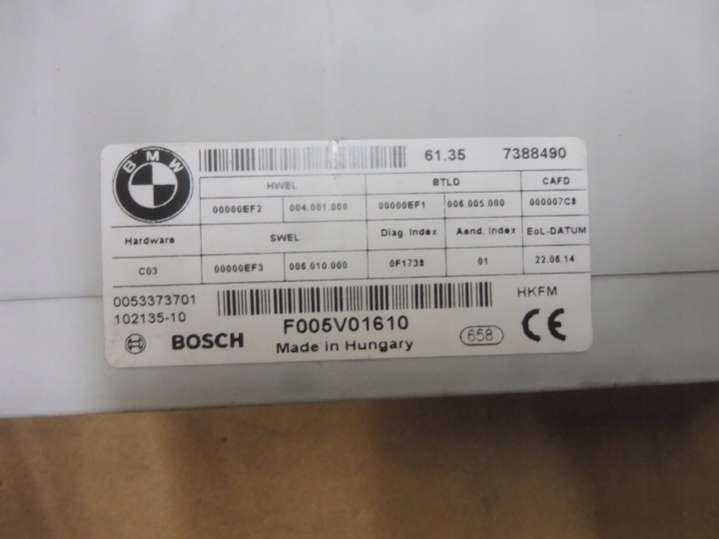 BMW
61.35 7388490
HWEL BTLD CAFD
00000EF2 004.001.000 00000EF1 006.005.000 000007C8
Hardware SWEL Diag. Index Aend. Index EoL-DATUM
C03 00000EF3 006.010.000 0F1738 01 22.06.14
0053373701 HKFM
102135-10
BOSCH F005V01610 658 CE
Made in Hungary